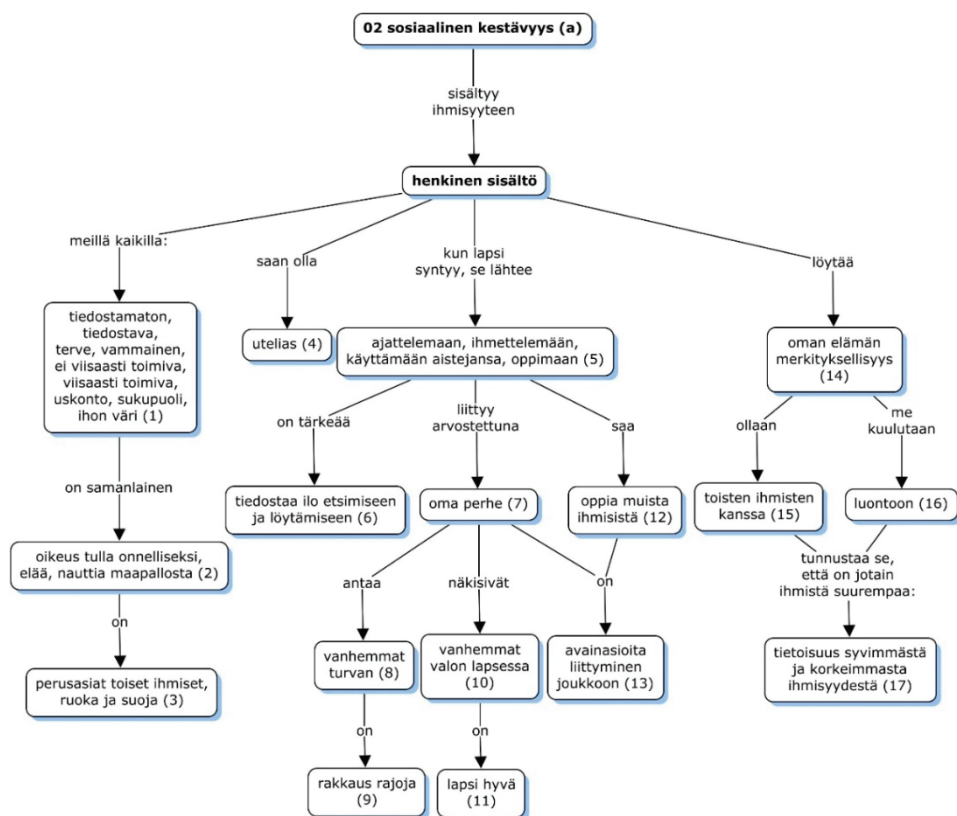 02 sosiaalinen kestävyys (a)
sisältyy
ihmisyyteen
henkinen sisältö
meillä kaikilla:
saan olla
kun lapsi
syntyy, se lähtee
löytää
tiedostamaton,
tiedostava,
terve, vammainen,
ei viisaasti toimiva,
viisaasti toimiva,
uskonto, sukupuoli,
ihon väri (1)
utelias (4)
ajattelemaan, ihmettelemään,
käyttämään aistejansa, oppimaan (5)
oman elämän
merkityksellisyys
(14)
on tärkeää
liittyy
arvostettuna
saa
ollaan
me
kuulutaan
on samanlainen
tiedostaa ilo etsimiseen
ja löytämiseen (6)
oma perhe (7)
oppia muista
ihmisistä (12)
toisten ihmisten
kanssa (15)
luontoon (16)
oikeus tulla onnelliseksi,
elää, nauttia maapallosta (2)
antaa
näkisivät
on
tunnustaa se,
että on jotain
ihmistä suurempaa:
on
vanhemmat
turvan (8)
vanhemmat
valon lapsessa
(10)
avainasioita
liittyminen
joukkoon (13)
tietoisuus syvimmästä
ja korkeimmasta
ihmisyydestä (17)
perusasiat toiset ihmiset,
ruoka ja suoja (3)
on
on
rakkaus rajoja
(9)
lapsi hyvä
(11)